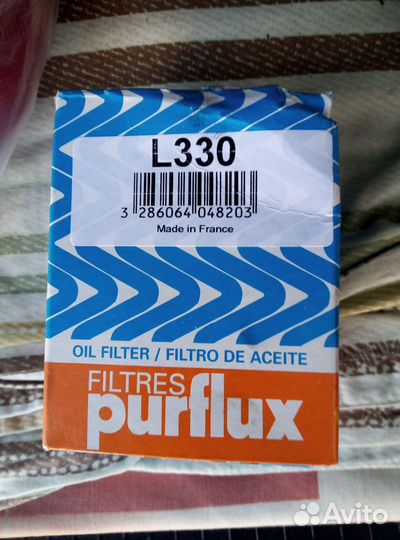 L330
3 286064 048203
Made in France
OIL FILTER / FILTRO DE ACEITE
FILTRES
purflux
Avito